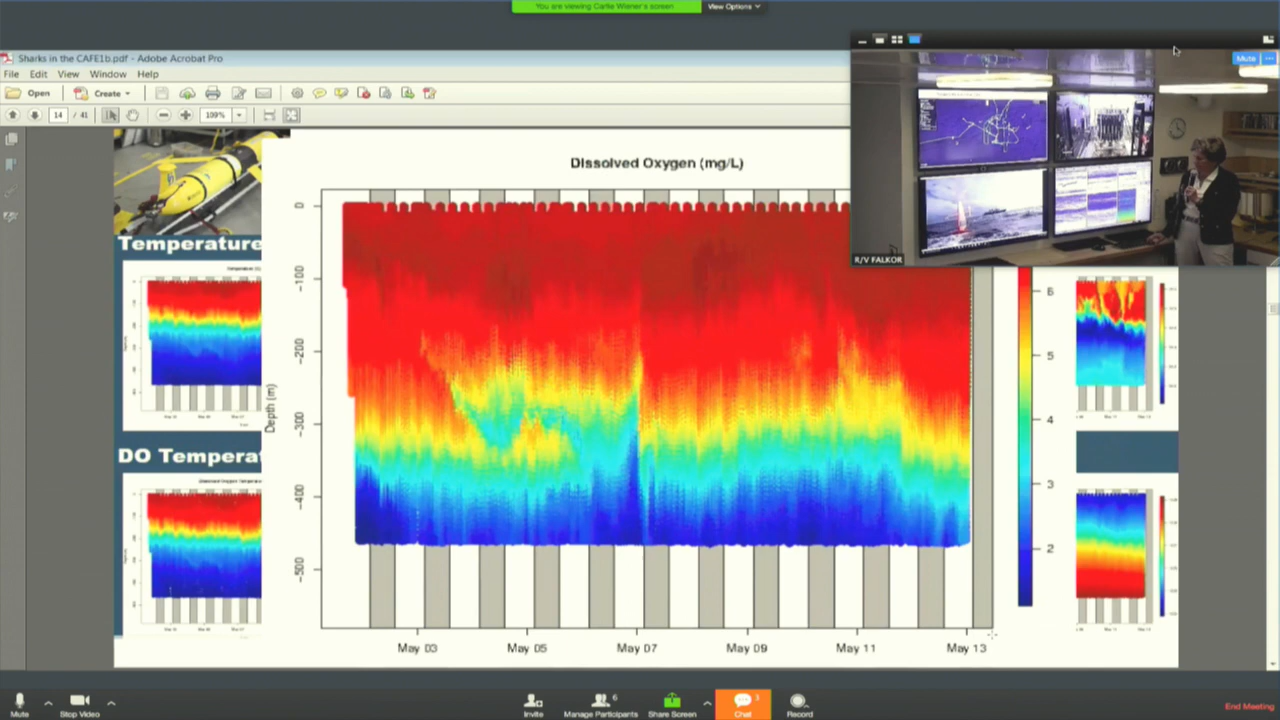 You are viewing Carlie Wiener's screen
View Options
Sharks in the CAFE1b.pdf - Adobe Acrobat Pro
File Edit View Window Help
Open
Create
14 / 41
109%
Mute
R/V FALKOR
Dissolved Oxygen (mg/L)
Temperature
DO Temperat
Depth (m)
0
-100
-200
-300
-400
-500
6
5
4
3
2
May 03
May 05
May 07
May 09
May 11
May 13
Mute
Stop Video
Invite
Manage Participants
6
Share Screen
Chat
3
Record
End Meeting